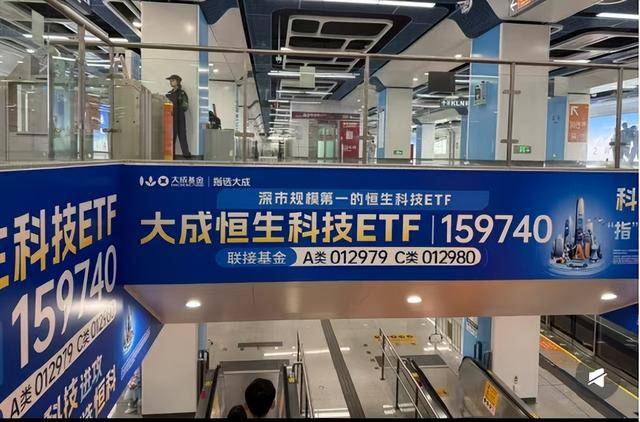 大成基金 | 指选大成
深市规模第一的恒生科技ETF
大成恒生科技ETF | 159740
联接基金 A类 012979 C类 012980
科
"指"
生科技ETF
159740
A类 012979 C类 01298
科技进攻
恒科